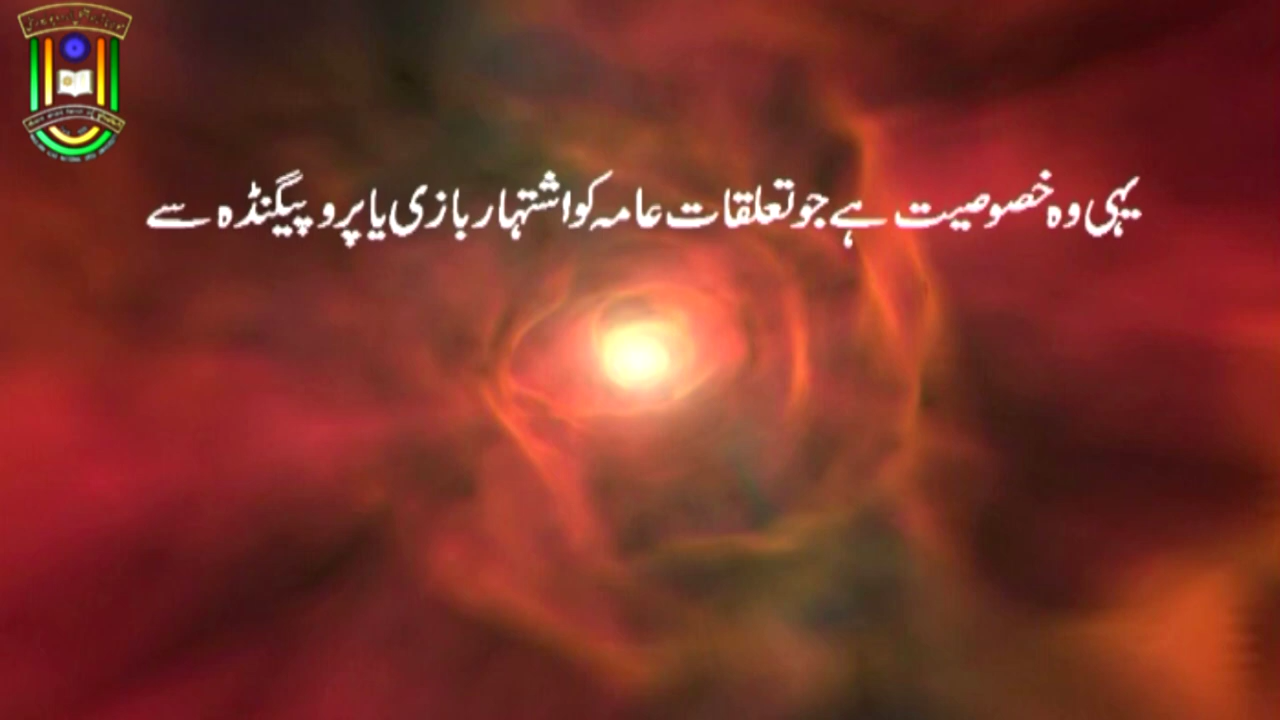 یہی وہ خصوصیت ہے جو تعلقات عامہ کو اشتہار بازی یا پروپیگنڈہ سے